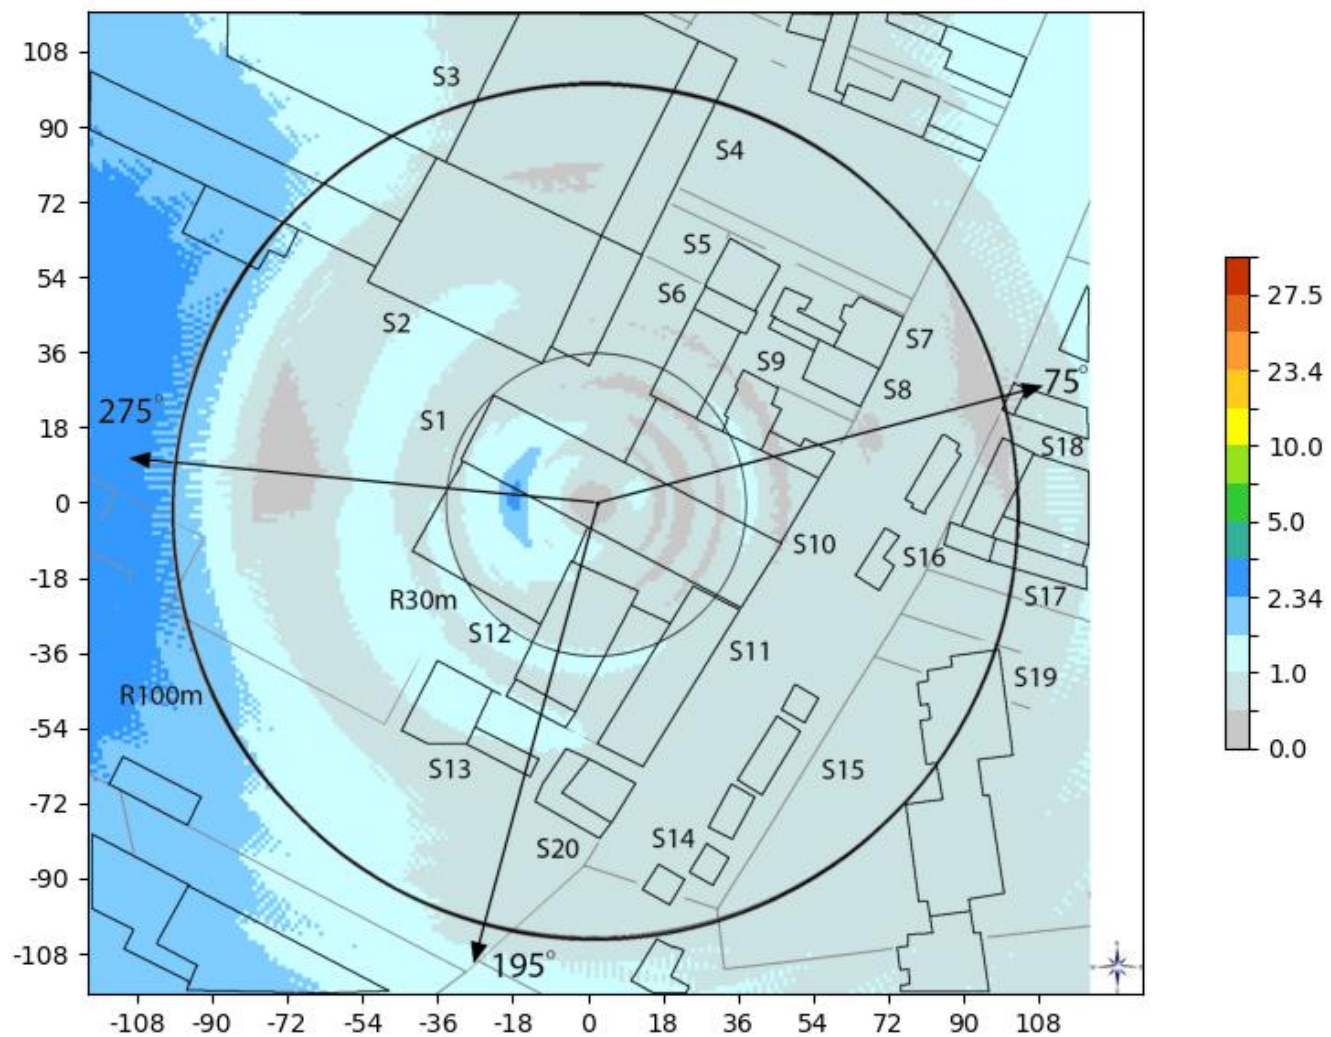 108
S3
90
S4
72
S5
54
S6
27.5
S2
S7
36
S9
23.4
75°
S8
275°
18
S1
S18
10.0
0
S10
5.0
S16
-18
2.34
R30m
S17
S12
-36
S11
1.0
S19
R100m
-54
0.0
S13
S15
-72
S14
S20
-90
-108
195°
-108 -90 -72 -54 -36 -18 0 18 36 54 72 90 108